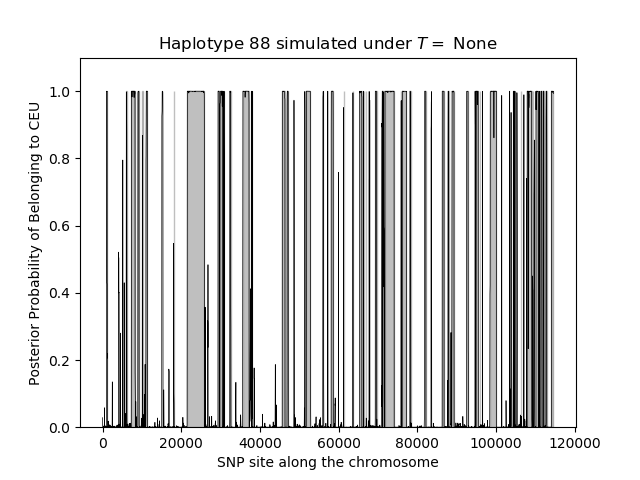 Haplotype 88 simulated under T = None
Posterior Probability of Belonging to CEU
1.0
0.8
0.6
0.4
0.2
0.0
0 20000 40000 60000 80000 100000 120000
SNP site along the chromosome